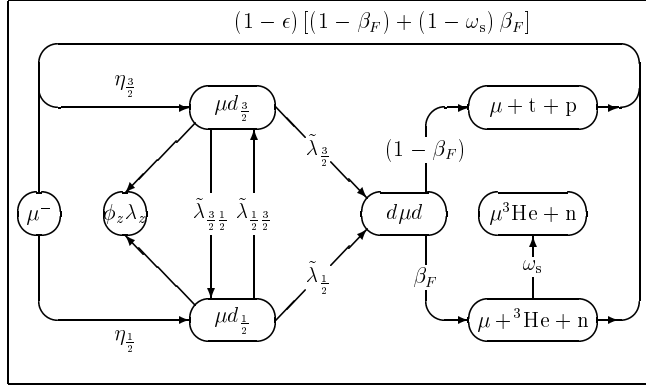 (1 − ϵ) [(1 − β_F) + (1 − ω_s) β_F]
η_{3/2}
μd_{3/2}
μ + t + p
λ̃_{3/2}
(1 − β_F)
μ⁻
ϕ_z λ_z
λ̃_{3/2 1/2}
λ̃_{1/2 3/2}
dμd
μ³He + n
λ̃_{1/2}
β_F
ω_s
μd_{1/2}
μ + ³He + n
η_{1/2}